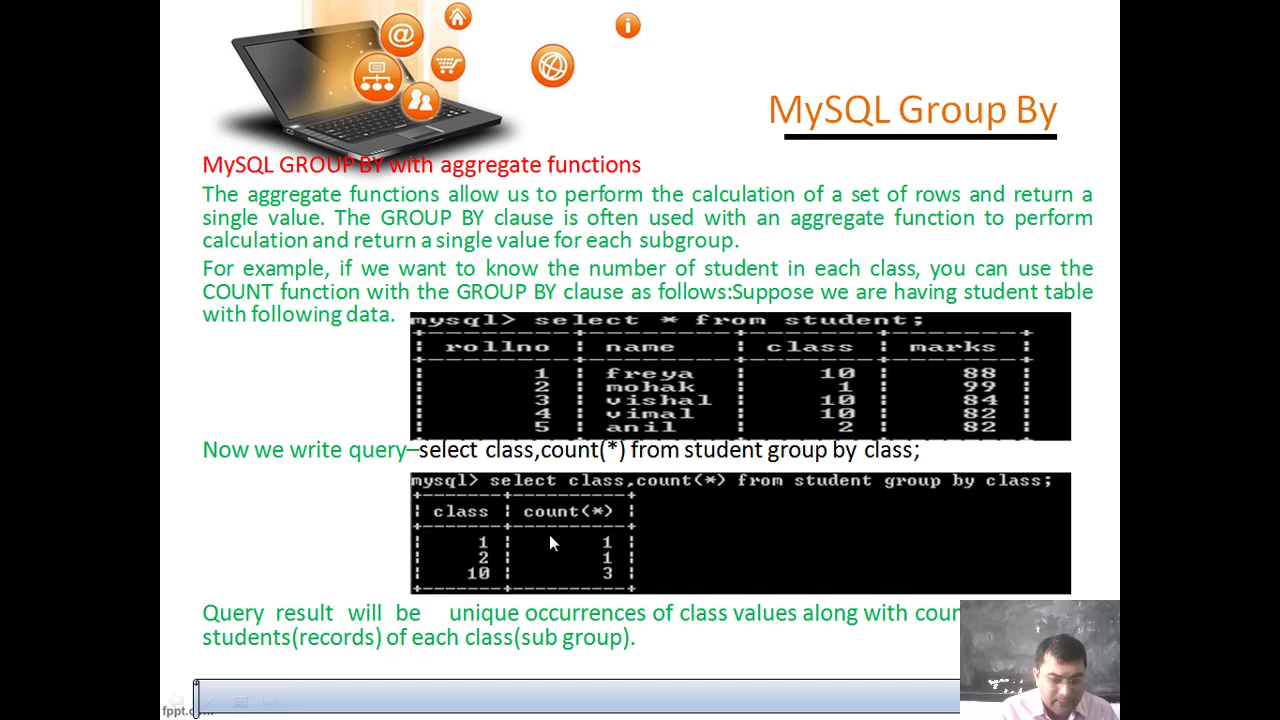 MySQL Group By
MySQL GROUP BY with aggregate functions
The aggregate functions allow us to perform the calculation of a set of rows and return a
single value. The GROUP BY clause is often used with an aggregate function to perform
calculation and return a single value for each subgroup.
For example, if we want to know the number of student in each class, you can use the
COUNT function with the GROUP BY clause as follows:Suppose we are having student table
with following data.
mysql> select * from student;
rollno name class marks
1 freya 10 88
2 mohak 1 99
3 vishal 10 84
4 vimal 10 82
5 anil 2 82
Now we write query–select class,count(*) from student group by class;
mysql> select class,count(*) from student group by class;
class count(*)
1 1
2 1
10 3
Query result will be unique occurrences of class values along with coun
students(records) of each class(sub group).